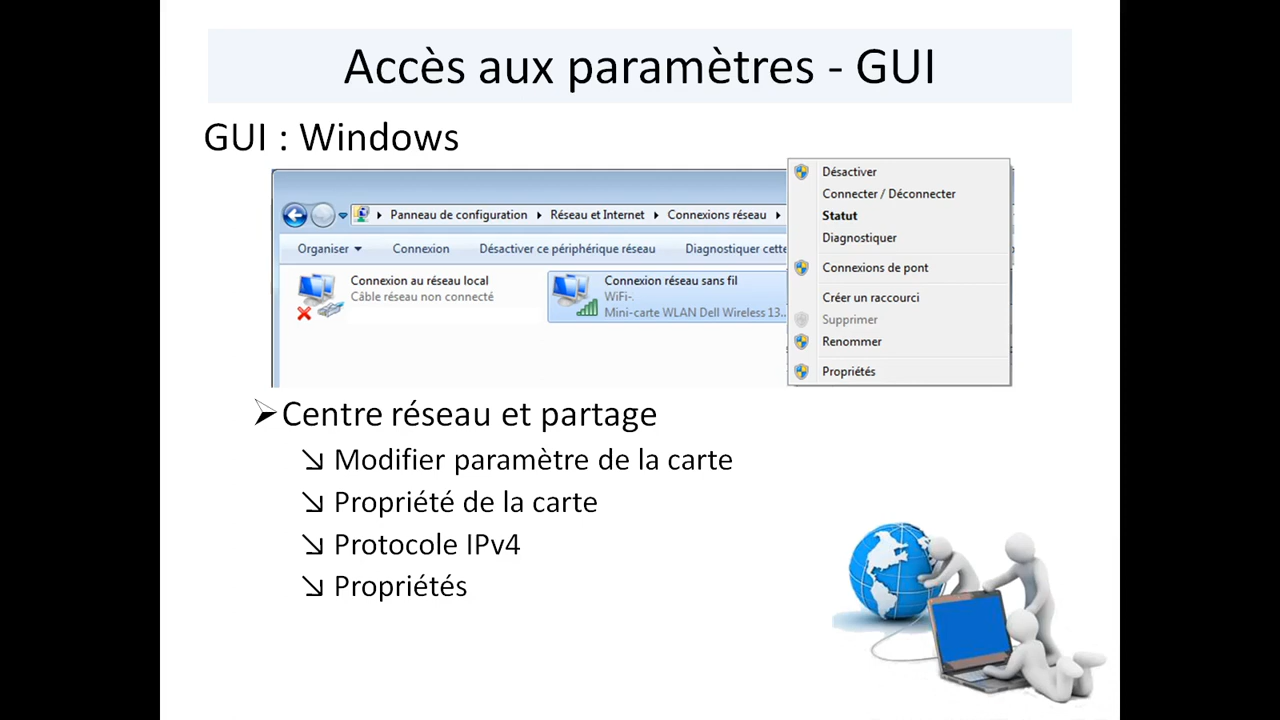 Accès aux paramètres - GUI
GUI : Windows
Panneau de configuration Réseau et Internet Connexions réseau
Organiser Connexion Désactiver ce périphérique réseau Diagnostiquer cette
Connexion au réseau local
Câble réseau non connecté
Connexion réseau sans fil
WiFi-.
Mini-carte WLAN Dell Wireless 13...
Désactiver
Connecter / Déconnecter
Statut
Diagnostiquer
Connexions de pont
Créer un raccourci
Supprimer
Renommer
Propriétés
Centre réseau et partage
Modifier paramètre de la carte
Propriété de la carte
Protocole IPv4
Propriétés